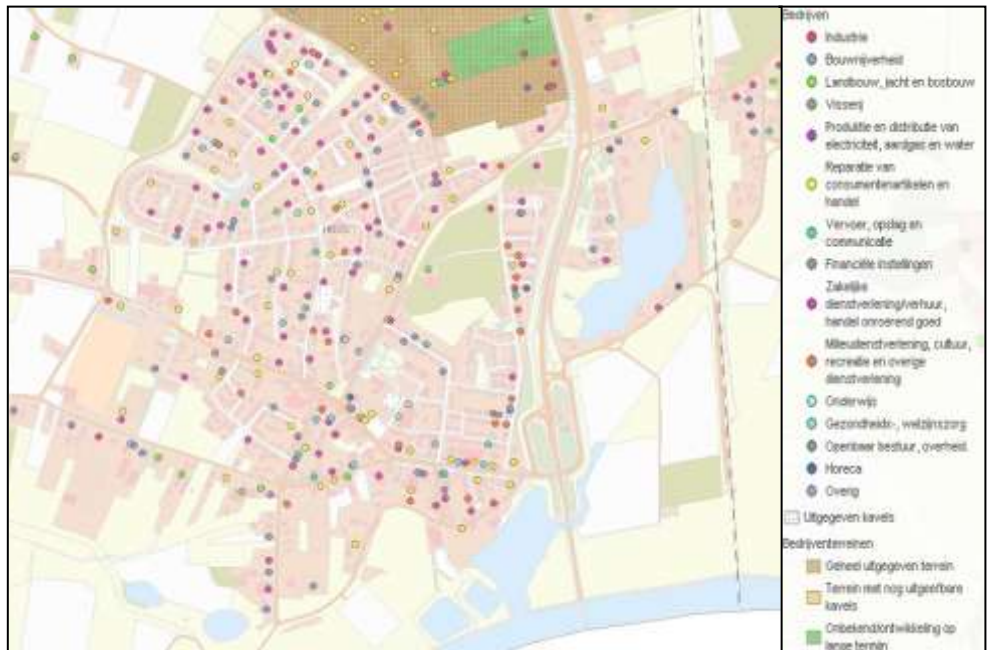 Bedrijven
Industrie
Bouwnijverheid
Landbouw, jacht en bosbouw
Visserij
Produktie en distributie van
electriciteit, aardgas en water
Reparatie van
consumentenartikelen en
handel
Vervoer, opslag en
communicatie
Financiële instellingen
Zakelijke
dienstverlening/verhuur,
handel onroerend goed
Milieudienstverlening, cultuur,
recreatie en overige
dienstverlening
Onderwijs
Gezondheids-, welzijnszorg
Openbaar bestuur, overheid
Horeca
Overig
Uitgegeven kavels
Bedrijventerreinen
Geheel uitgegeven terrein
Terrein met nog uitgeefbare
kavels
Onbekend/ontwikkeling op
lange termijn